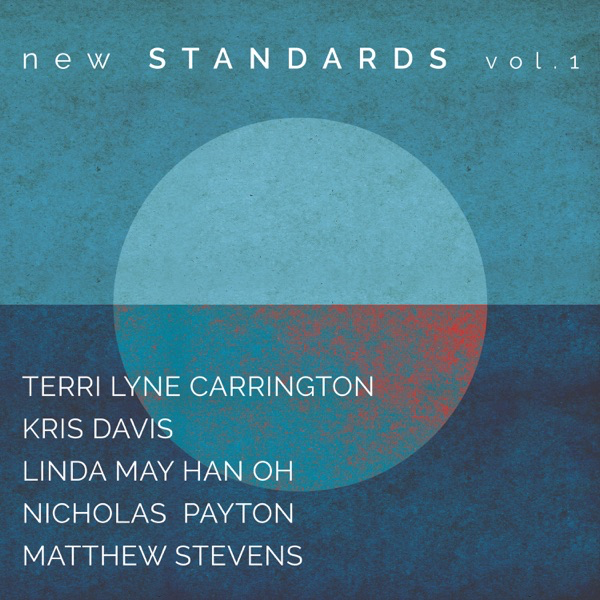 new STANDARDS vol.1
TERRI LYNE CARRINGTON
KRIS DAVIS
LINDA MAY HAN OH
NICHOLAS PAYTON
MATTHEW STEVENS